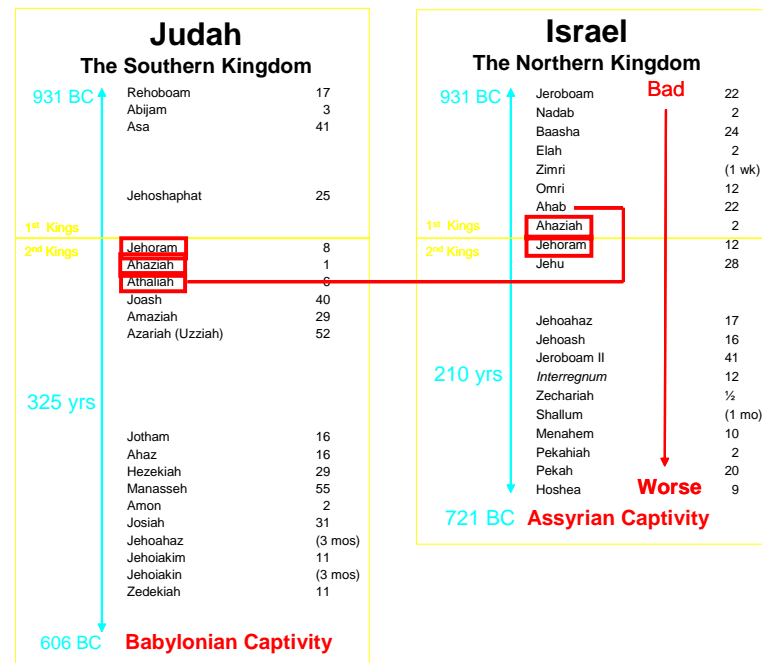 Judah
The Southern Kingdom
931 BC
Rehoboam 17
Abijam 3
Asa 41
Jehoshaphat 25
1st Kings
2nd Kings
Jehoram 8
Ahaziah 1
Athaliah 6
Joash 40
Amaziah 29
Azariah (Uzziah) 52
325 yrs
Jotham 16
Ahaz 16
Hezekiah 29
Manasseh 55
Amon 2
Josiah 31
Jehoahaz (3 mos)
Jehoiakim 11
Jehoiakin (3 mos)
Zedekiah 11
606 BC Babylonian Captivity
Israel
The Northern Kingdom
931 BC
Bad
Jeroboam 22
Nadab 2
Baasha 24
Elah 2
Zimri (1 wk)
Omri 12
Ahab 22
1st Kings
Ahaziah 2
2nd Kings
Jehoram 12
Jehu 28
Jehoahaz 17
Jehoash 16
Jeroboam II 41
210 yrs
Interregnum 12
Zechariah ½
Shallum (1 mo)
Menahem 10
Pekahiah 2
Pekah 20
Hoshea 9
Worse
721 BC Assyrian Captivity